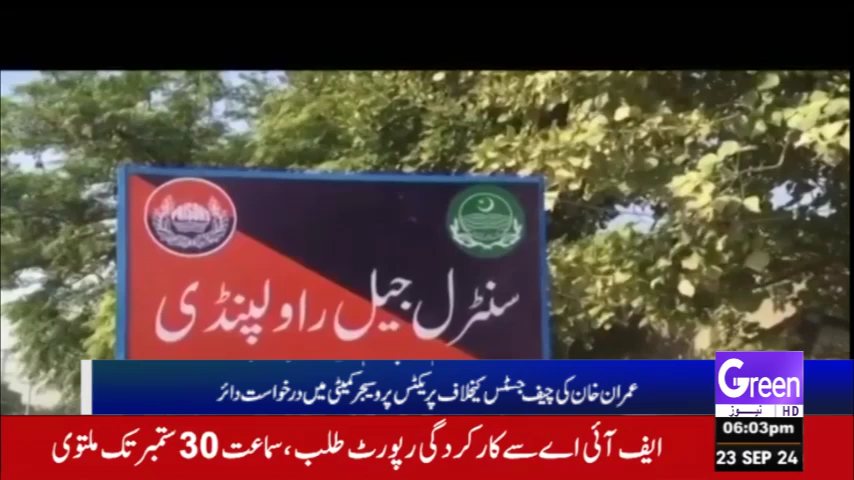 PRISONS
سنٹرل جیل راولپنڈی
عمران خان کی چیف جسٹس کیخلاف پریکٹس پروسیجر کمیٹی میں درخواست دائر
Green
نیوز HD
06:03pm
23 SEP 24
ایف آئی اے سے کارکردگی رپورٹ طلب، سماعت 30 ستمبر تک ملتوی